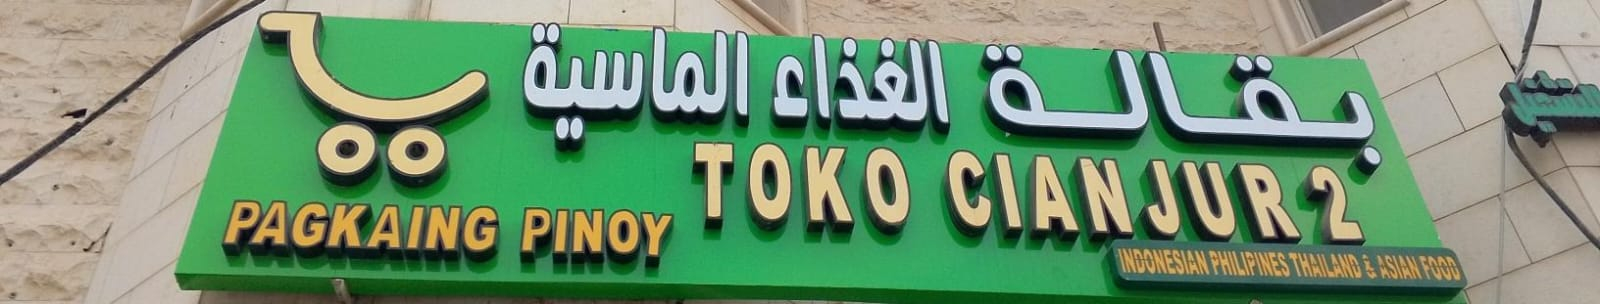 بقالة الغذاء الماسية
TOKO CIANJUR 2
PAGKAING PINOY
INDONESIAN PHILIPINES THAILAND & ASIAN FOOD